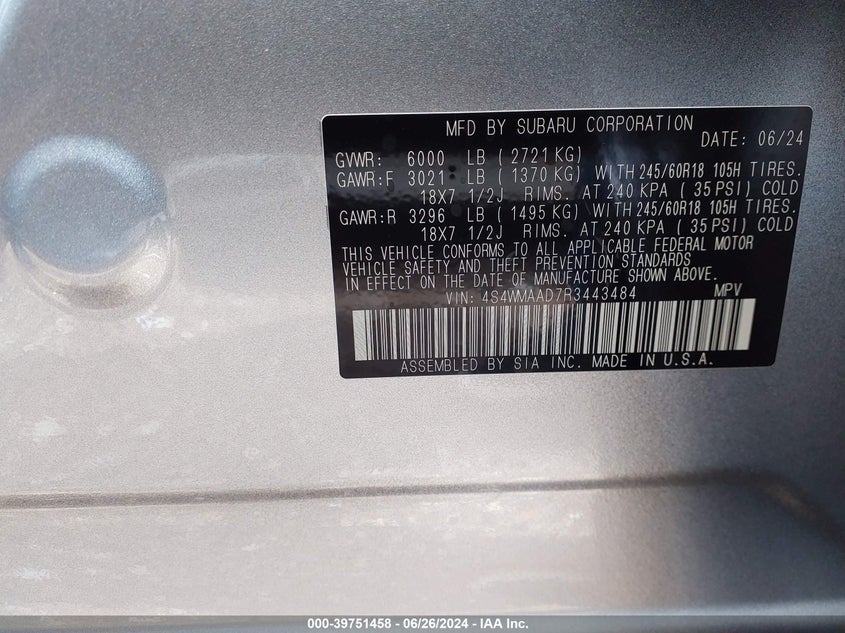 MFD BY SUBARU CORPORATION
DATE: 06/24
GVWR: 6000 LB (2721 KG)
GAWR:F 3021 LB (1370 KG) WITH 245/60R18 105H TIRES.
18X7 1/2J RIMS. AT 240 KPA (35 PSI) COLD
GAWR:R 3296 LB (1495 KG) WITH 245/60R18 105H TIRES.
18X7 1/2J RIMS. AT 240 KPA (35 PSI) COLD
THIS VEHICLE CONFORMS TO ALL APPLICABLE FEDERAL MOTOR
VEHICLE SAFETY AND THEFT PREVENTION STANDARDS
IN EFFECT ON THE DATE OF MANUFACTURE SHOWN ABOVE.
VIN: 4S4WMAAD7R3443484 MPV
ASSEMBLED BY SIA INC. MADE IN U.S.A.
000-39751458 - 06/26/2024 - IAA Inc.